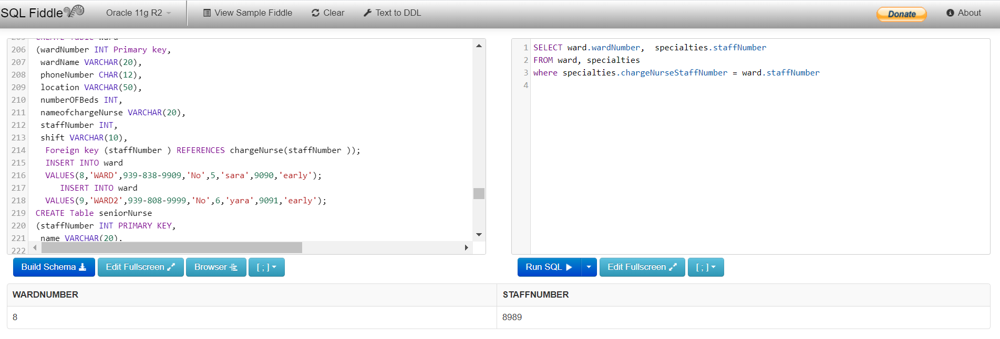 SQL Fiddle Oracle 11g R2 View Sample Fiddle Clear Text to DDL Donate About
205 CREATE Table ward
206 (wardNumber INT Primary key,
207 wardName VARCHAR(20),
208 phoneNumber CHAR(12),
209 location VARCHAR(50),
210 numberOFBeds INT,
211 nameofchargeNurse VARCHAR(20),
212 staffNumber INT,
213 shift VARCHAR(10),
214 Foreign key (staffNumber ) REFERENCES chargeNurse(staffNumber ));
215 INSERT INTO ward
216 VALUES(8,'WARD',939-838-9909,'No',5,'sara',9090,'early');
217 INSERT INTO ward
218 VALUES(9,'WARD2',939-808-9999,'No',6,'yara',9091,'early');
219 CREATE Table seniorNurse
220 (staffNumber INT PRIMARY KEY,
221 name VARCHAR(20),
222
Build Schema Edit Fullscreen Browser [ ; ]
1 SELECT ward.wardNumber,  specialties.staffNumber
2 FROM ward, specialties
3 where specialties.chargeNurseStaffNumber = ward.staffNumber
4
Run SQL Edit Fullscreen [ ; ]
WARDNUMBER STAFFNUMBER
8 8989